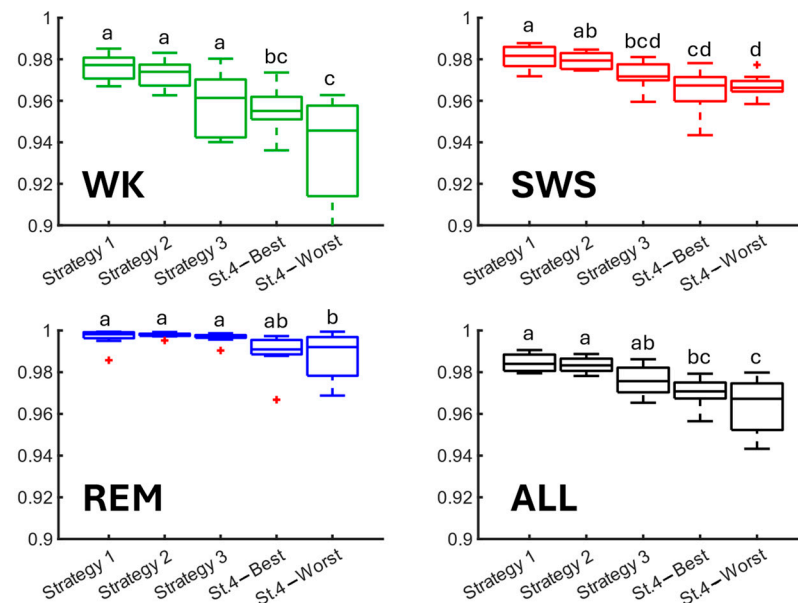 1
0.98
0.96
0.94
0.92
0.9
a a a bc c
WK
Strategy 1 Strategy 2 Strategy 3 St.4–Best St.4–Worst
1
0.98
0.96
0.94
0.92
0.9
a ab bcd cd d
SWS
Strategy 1 Strategy 2 Strategy 3 St.4–Best St.4–Worst
1
0.98
0.96
0.94
0.92
0.9
a a a ab b
REM
Strategy 1 Strategy 2 Strategy 3 St.4–Best St.4–Worst
1
0.98
0.96
0.94
0.92
0.9
a a ab bc c
ALL
Strategy 1 Strategy 2 Strategy 3 St.4–Best St.4–Worst